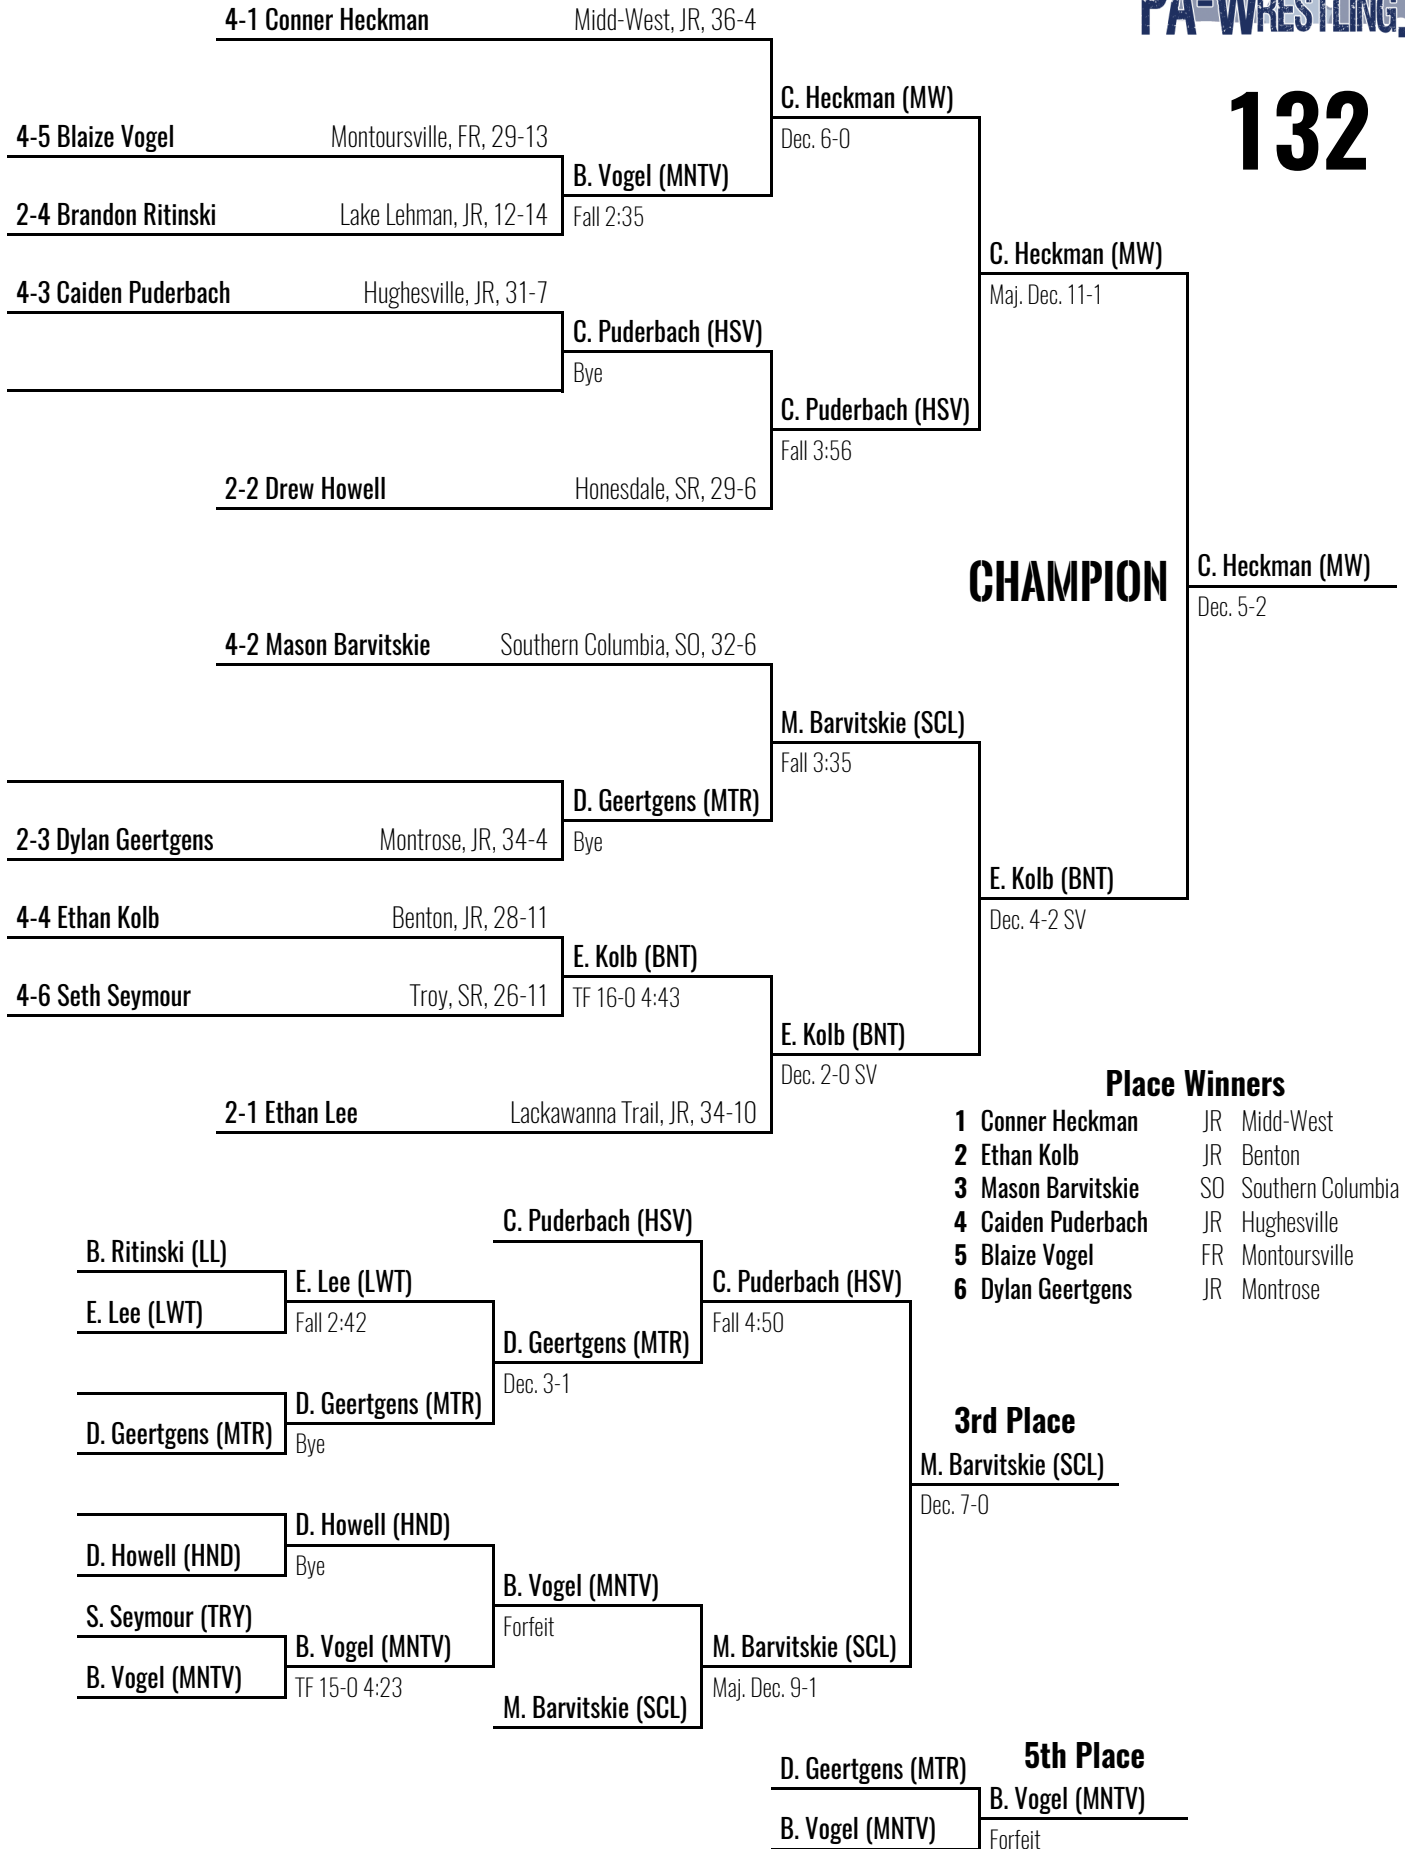 PA-WRESTLING.
132
4-1 Conner Heckman Midd-West, JR, 36-4
C. Heckman (MW)
Dec. 6-0
4-5 Blaize Vogel Montoursville, FR, 29-13
B. Vogel (MNTV)
Fall 2:35
2-4 Brandon Ritinski Lake Lehman, JR, 12-14
C. Heckman (MW)
Maj. Dec. 11-1
4-3 Caiden Puderbach Hughesville, JR, 31-7
C. Puderbach (HSV)
Bye
C. Puderbach (HSV)
Fall 3:56
2-2 Drew Howell Honesdale, SR, 29-6
CHAMPION
C. Heckman (MW)
Dec. 5-2
4-2 Mason Barvitskie Southern Columbia, SO, 32-6
M. Barvitskie (SCL)
Fall 3:35
D. Geertgens (MTR)
Bye
2-3 Dylan Geertgens Montrose, JR, 34-4
E. Kolb (BNT)
Dec. 4-2 SV
4-4 Ethan Kolb Benton, JR, 28-11
E. Kolb (BNT)
TF 16-0 4:43
4-6 Seth Seymour Troy, SR, 26-11
E. Kolb (BNT)
Dec. 2-0 SV
2-1 Ethan Lee Lackawanna Trail, JR, 34-10
Place Winners
1 Conner Heckman JR Midd-West
2 Ethan Kolb JR Benton
3 Mason Barvitskie SO Southern Columbia
4 Caiden Puderbach JR Hughesville
5 Blaize Vogel FR Montoursville
6 Dylan Geertgens JR Montrose
C. Puderbach (HSV)
B. Ritinski (LL)
E. Lee (LWT)
Fall 2:42
E. Lee (LWT)
C. Puderbach (HSV)
Fall 4:50
D. Geertgens (MTR)
Dec. 3-1
D. Geertgens (MTR)
Bye
D. Geertgens (MTR)
3rd Place
M. Barvitskie (SCL)
Dec. 7-0
D. Howell (HND)
Bye
D. Howell (HND)
B. Vogel (MNTV)
Forfeit
S. Seymour (TRY)
B. Vogel (MNTV)
TF 15-0 4:23
B. Vogel (MNTV)
M. Barvitskie (SCL)
Maj. Dec. 9-1
M. Barvitskie (SCL)
5th Place
D. Geertgens (MTR)
B. Vogel (MNTV)
Forfeit
B. Vogel (MNTV)